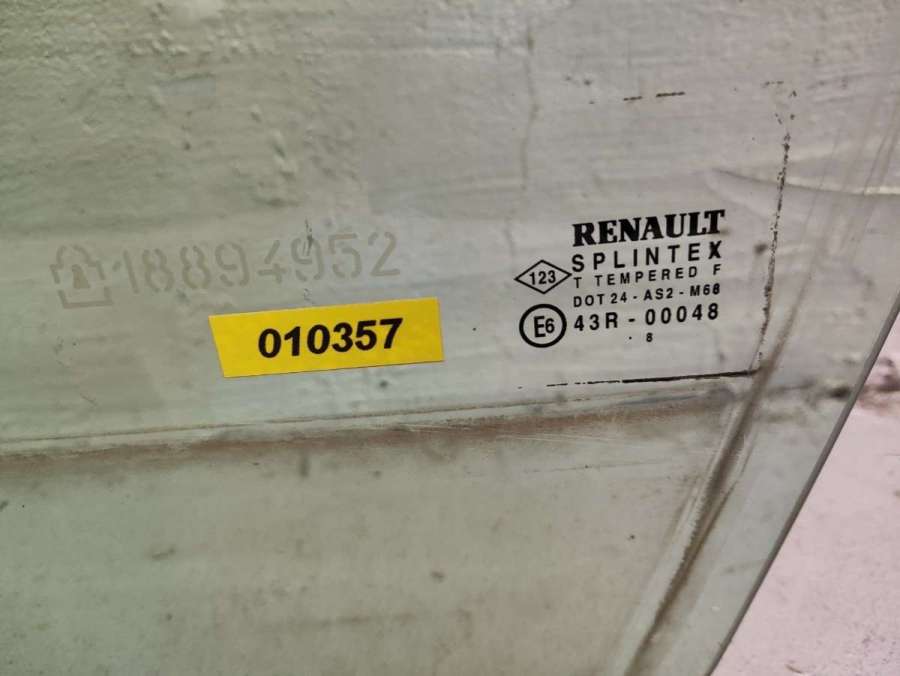 18894952
010357
RENAULT
SPLINTEX
123
T TEMPERED F
DOT 24 - AS2 - M68
E6
43R - 00048
. 8